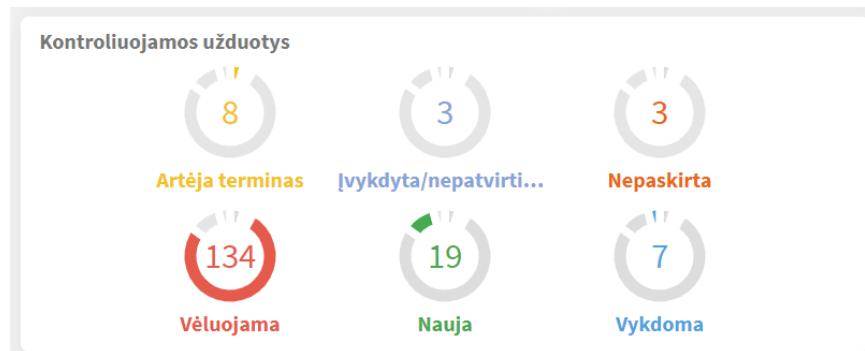 Kontroliuojamos užduotys
8
3
3
Artėja terminas
Įvykdyta/nepatvirti...
Nepaskirta
134
19
7
Vėluojama
Nauja
Vykdoma